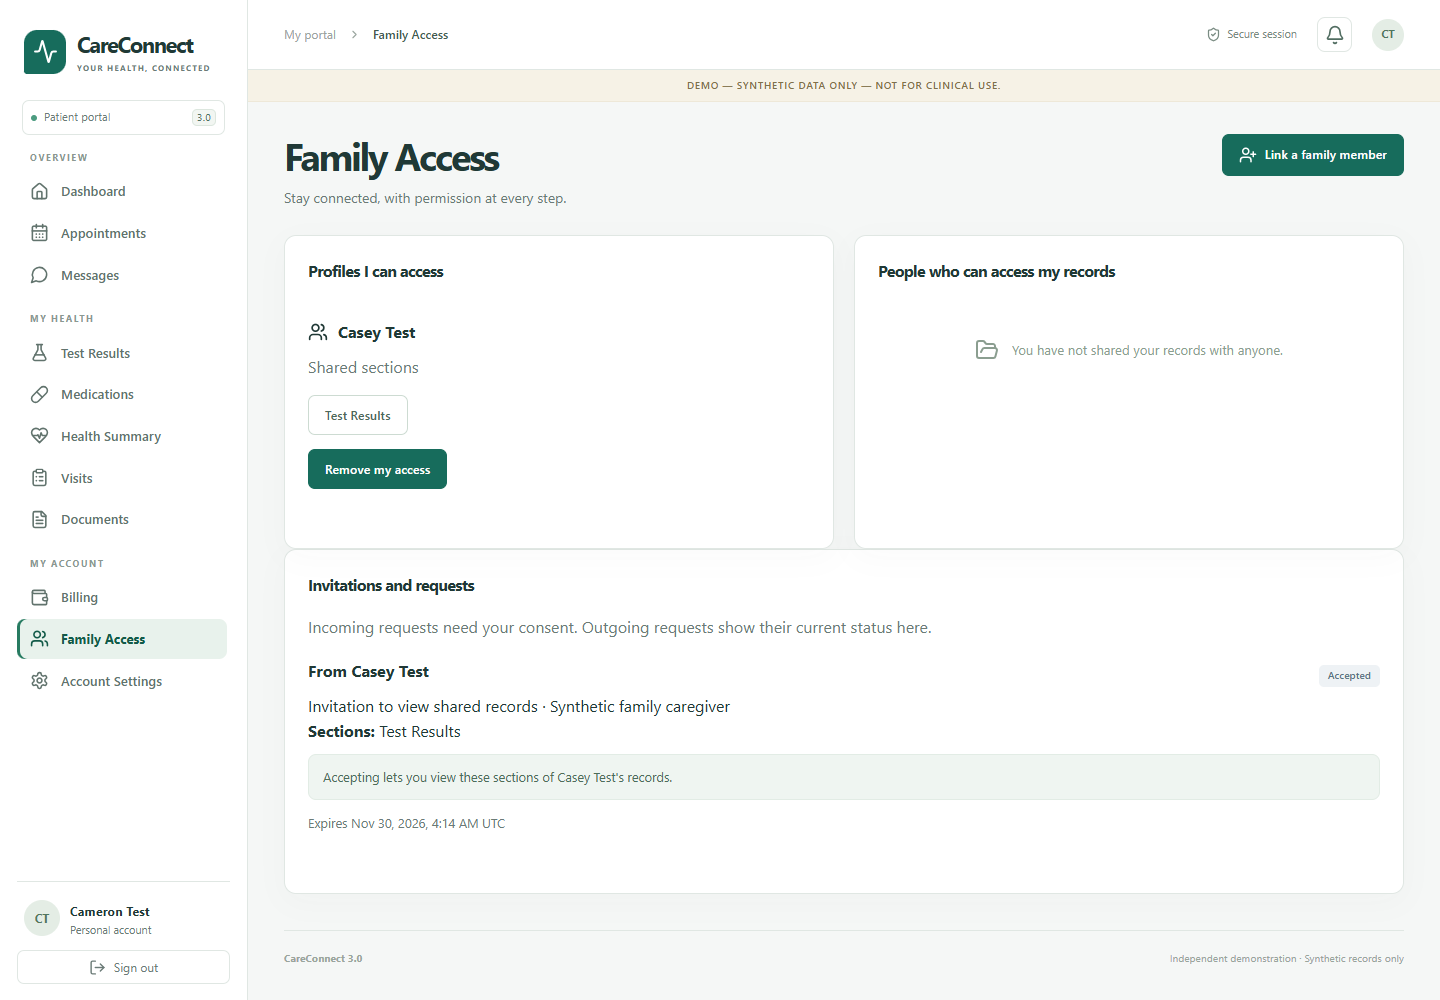 CareConnect
YOUR HEALTH, CONNECTED
Patient portal 3.0
OVERVIEW
Dashboard
Appointments
Messages
MY HEALTH
Test Results
Medications
Health Summary
Visits
Documents
MY ACCOUNT
Billing
Family Access
Account Settings
CT
Cameron Test
Personal account
Sign out
My portal
Family Access
Secure session
CT
DEMO — SYNTHETIC DATA ONLY — NOT FOR CLINICAL USE.
Family Access
Stay connected, with permission at every step.
Link a family member
Profiles I can access
Casey Test
Shared sections
Test Results
Remove my access
People who can access my records
You have not shared your records with anyone.
Invitations and requests
Incoming requests need your consent. Outgoing requests show their current status here.
From Casey Test
Accepted
Invitation to view shared records · Synthetic family caregiver
Sections: Test Results
Accepting lets you view these sections of Casey Test's records.
Expires Nov 30, 2026, 4:14 AM UTC
CareConnect 3.0
Independent demonstration · Synthetic records only